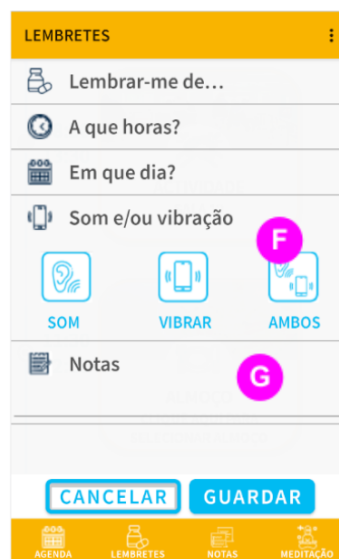 LEMBRETES
Lembrar-me de...
A que horas?
Em que dia?
Som e/ou vibração
F
SOM VIBRAR AMBOS
Notas
G
CANCELAR GUARDAR
AGENDA LEMBRETES NOTAS MEDITAÇÃO